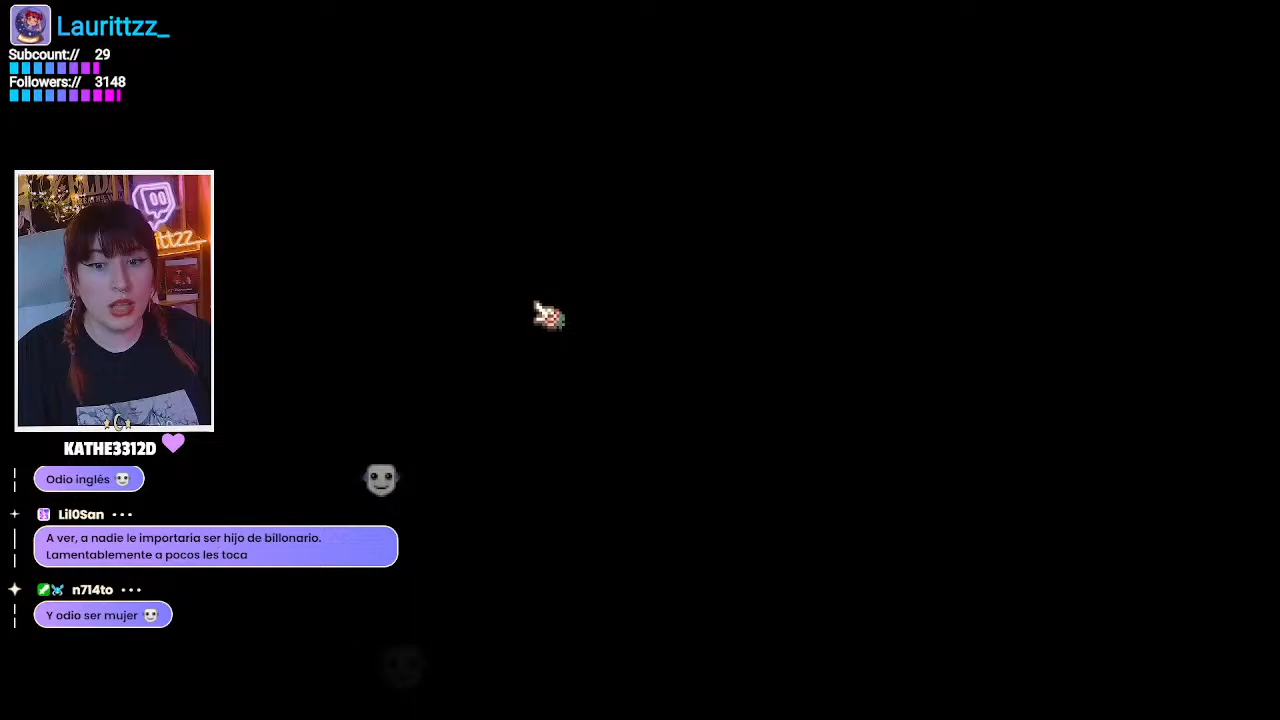 Laurittzz_
Subcount:// 29
Followers:// 3148
ittzz_
KATHE3312D
Odio inglés
Lil0San
A ver, a nadie le importaria ser hijo de billonario.
Lamentablemente a pocos les toca
n714to
Y odio ser mujer